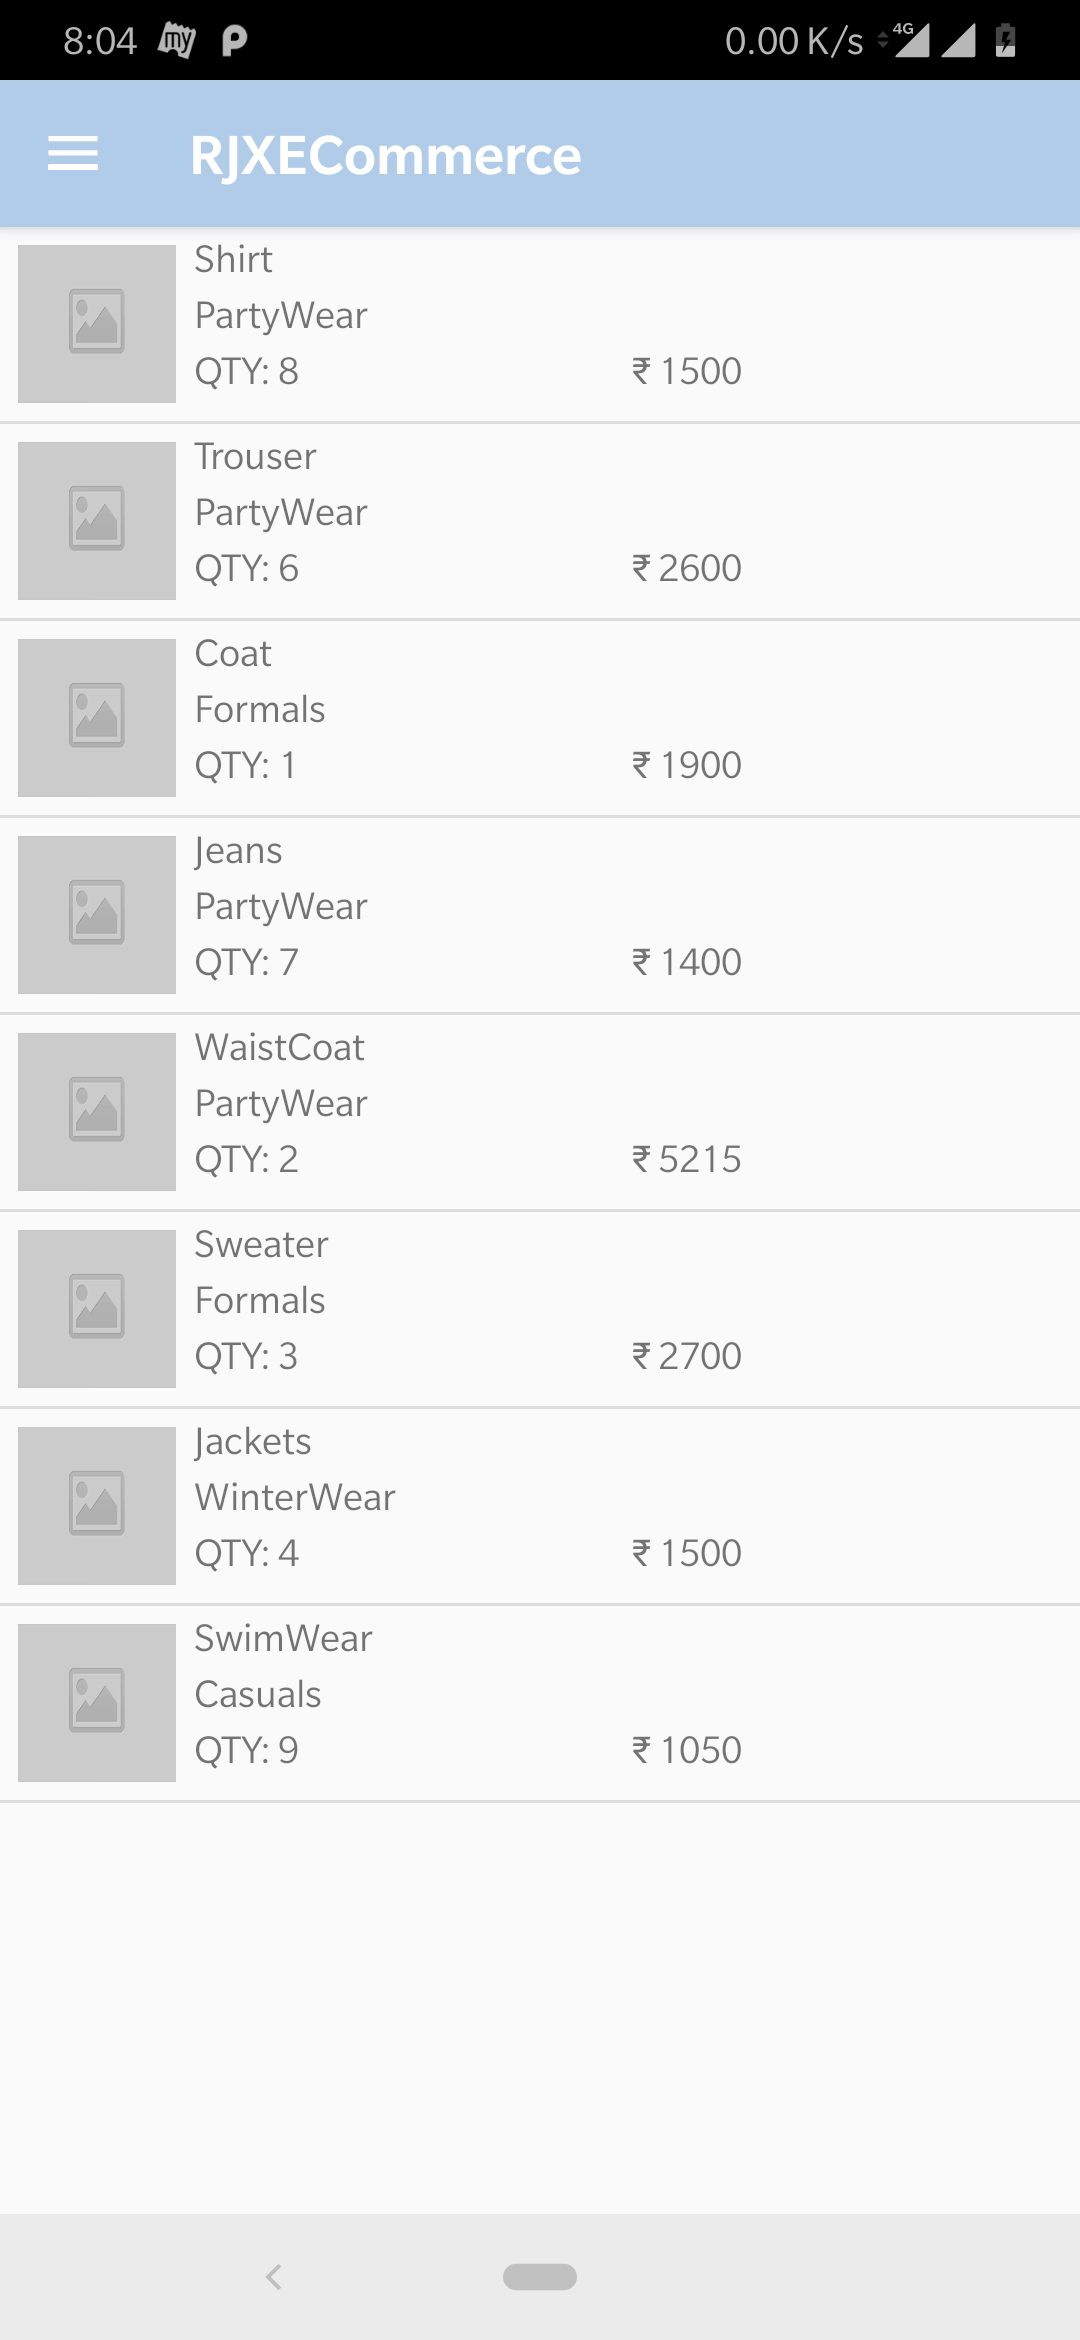 8:04 my 0.00 K/s 4G
RJXECommerce
Shirt
PartyWear
QTY: 8 ₹ 1500
Trouser
PartyWear
QTY: 6 ₹ 2600
Coat
Formals
QTY: 1 ₹ 1900
Jeans
PartyWear
QTY: 7 ₹ 1400
WaistCoat
PartyWear
QTY: 2 ₹ 5215
Sweater
Formals
QTY: 3 ₹ 2700
Jackets
WinterWear
QTY: 4 ₹ 1500
SwimWear
Casuals
QTY: 9 ₹ 1050